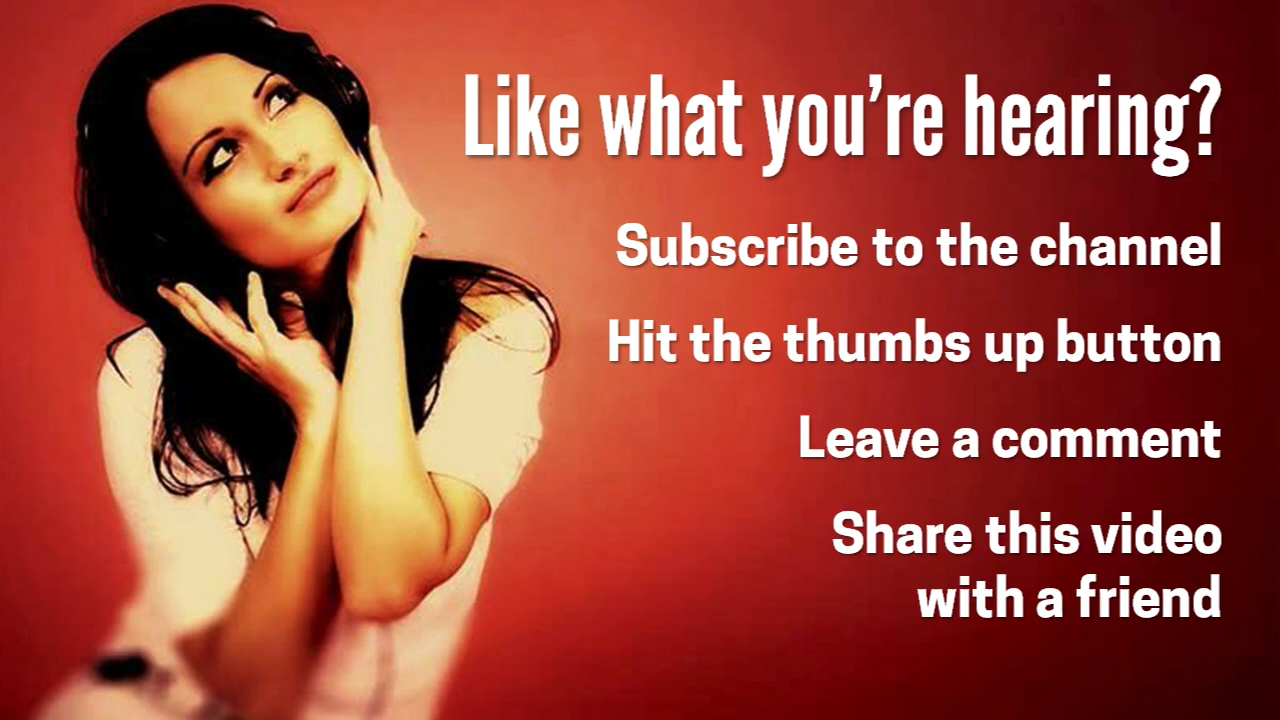 Like what you’re hearing?
Subscribe to the channel
Hit the thumbs up button
Leave a comment
Share this video
with a friend